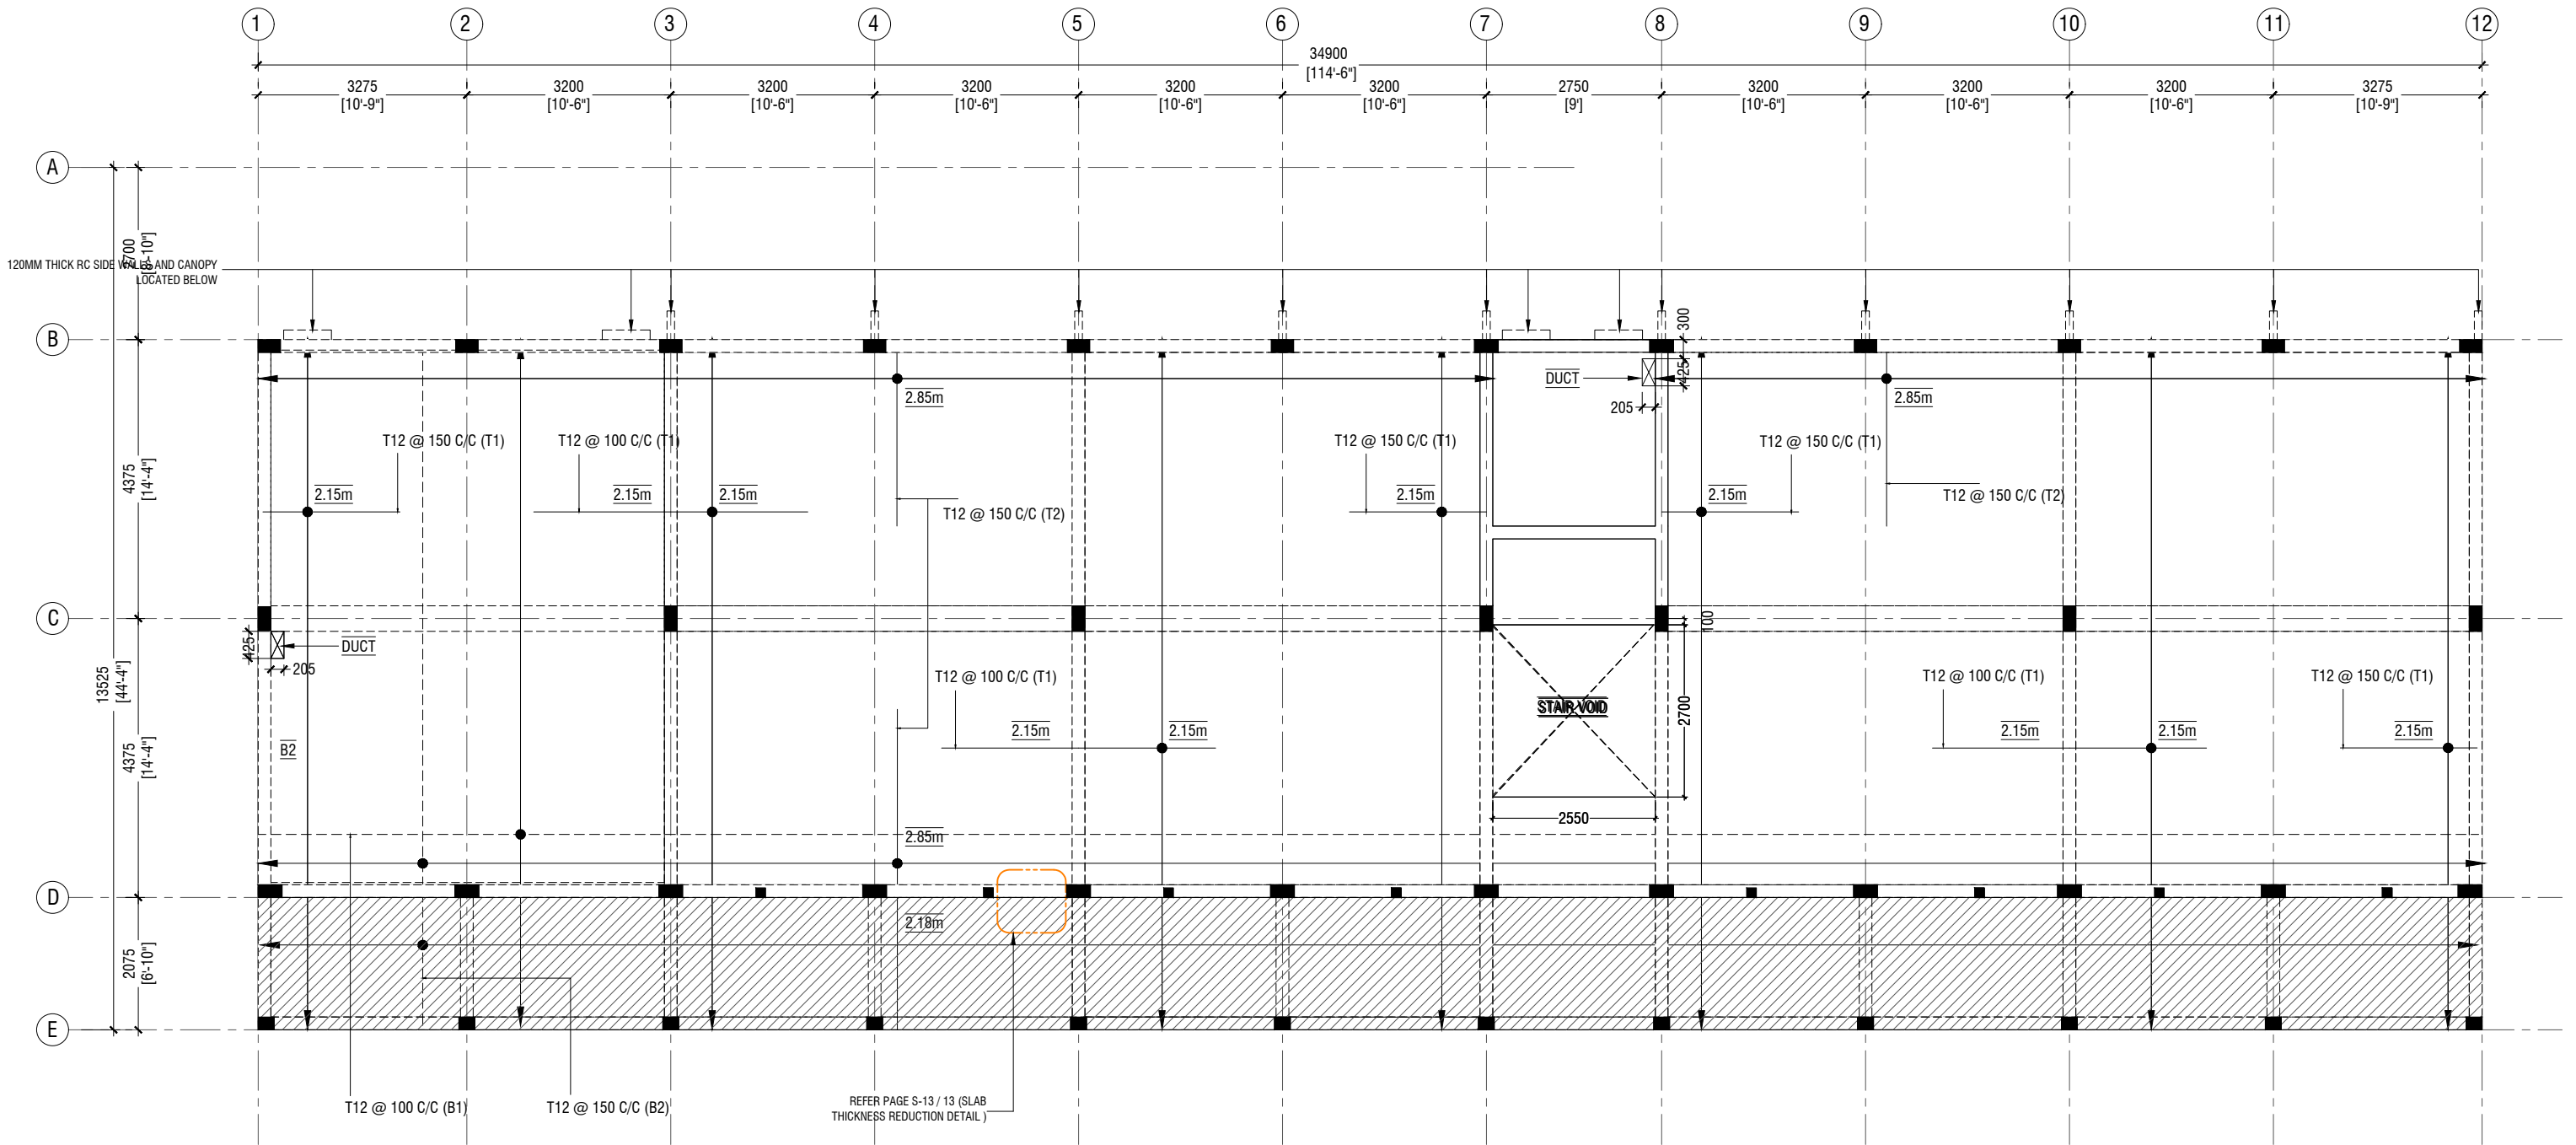 1 2 3 4 5 6 7 8 9 10 11 12
34900
[114'-6"]
3275 3200 3200 3200 3200 3200 2750 3200 3200 3200 3275
[10'-9"] [10'-6"] [10'-6"] [10'-6"] [10'-6"] [10'-6"] [9'] [10'-6"] [10'-6"] [10'-6"] [10'-9"]
A
[8'-10"]
120MM THICK RC SIDE WALLS AND CANOPY
LOCATED BELOW
B
300
425
DUCT
205
2.85m
2.85m
4375
[14'-4"]
T12 @ 150 C/C (T1)
T12 @ 100 C/C (T1)
T12 @ 150 C/C (T1)
T12 @ 150 C/C (T1)
2.15m
2.15m
2.15m
2.15m
2.15m
T12 @ 150 C/C (T2)
T12 @ 150 C/C (T2)
C
100
425
DUCT
205
13525
[44'-4"]
T12 @ 100 C/C (T1)
T12 @ 100 C/C (T1)
T12 @ 150 C/C (T1)
STAIR VOID
2700
4375
[14'-4"]
B2
2.15m
2.15m
2.15m
2.15m
2.15m
2550
2.85m
D
2.18m
2075
[6'-10"]
E
T12 @ 100 C/C (B1)
T12 @ 150 C/C (B2)
REFER PAGE S-13 / 13 (SLAB
THICKNESS REDUCTION DETAIL )